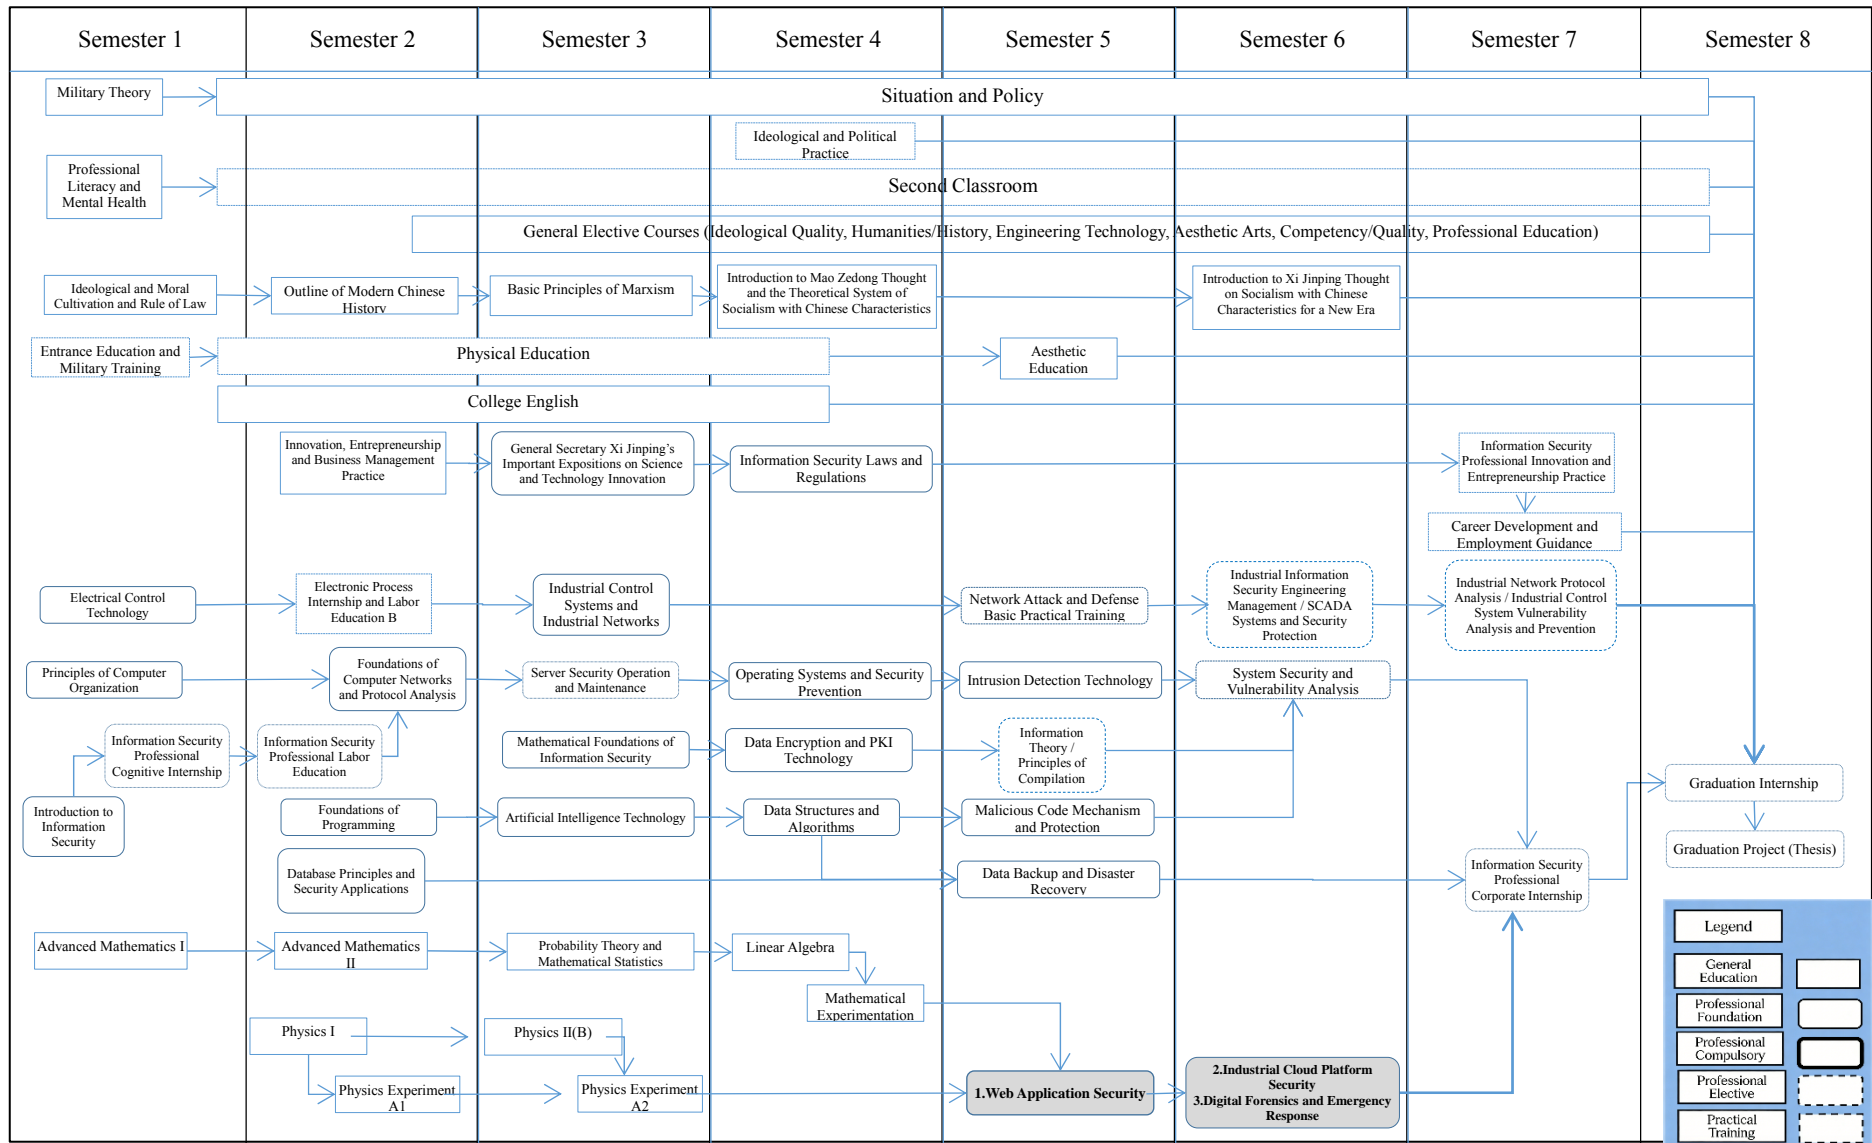 Semester 1
Semester 2
Semester 3
Semester 4
Semester 5
Semester 6
Semester 7
Semester 8
Military Theory
Situation and Policy
Ideological and Political
Practice
Professional
Literacy and
Mental Health
Second Classroom
General Elective Courses (Ideological Quality, Humanities/History, Engineering Technology, Aesthetic Arts, Competency/Quality, Professional Education)
Ideological and Moral
Cultivation and Rule of Law
Outline of Modern Chinese
History
Basic Principles of Marxism
Introduction to Mao Zedong Thought
and the Theoretical System of
Socialism with Chinese Characteristics
Introduction to Xi Jinping Thought
on Socialism with Chinese
Characteristics for a New Era
Entrance Education and
Military Training
Physical Education
Aesthetic
Education
College English
Innovation, Entrepreneurship
and Business Management
Practice
General Secretary Xi Jinping's
Important Expositions on Science
and Technology Innovation
Information Security Laws and
Regulations
Information Security
Professional Innovation and
Entrepreneurship Practice
Career Development and
Employment Guidance
Electrical Control
Technology
Electronic Process
Internship and Labor
Education B
Industrial Control
Systems and
Industrial Networks
Network Attack and Defense
Basic Practical Training
Industrial Information
Security Engineering
Management / SCADA
Systems and Security
Protection
Industrial Network Protocol
Analysis / Industrial Control
System Vulnerability
Analysis and Prevention
Principles of Computer
Organization
Foundations of
Computer Networks
and Protocol Analysis
Server Security Operation
and Maintenance
Operating Systems and Security
Prevention
Intrusion Detection Technology
System Security and
Vulnerability Analysis
Information Security
Professional
Cognitive Internship
Information Security
Professional Labor
Education
Mathematical Foundations of
Information Security
Data Encryption and PKI
Technology
Information
Theory /
Principles of
Compilation
Graduation Internship
Introduction to
Information
Security
Foundations of
Programming
Artificial Intelligence Technology
Data Structures and
Algorithms
Malicious Code Mechanism
and Protection
Graduation Project (Thesis)
Database Principles and
Security Applications
Data Backup and Disaster
Recovery
Information Security
Professional
Corporate Internship
Advanced Mathematics I
Advanced Mathematics
II
Probability Theory and
Mathematical Statistics
Linear Algebra
Mathematical
Experimentation
Physics I
Physics II(B)
Physics Experiment
A1
Physics Experiment
A2
1.Web Application Security
2.Industrial Cloud Platform
Security
3.Digital Forensics and Emergency
Response
Legend
General
Education
Professional
Foundation
Professional
Compulsory
Professional
Elective
Practical
Training